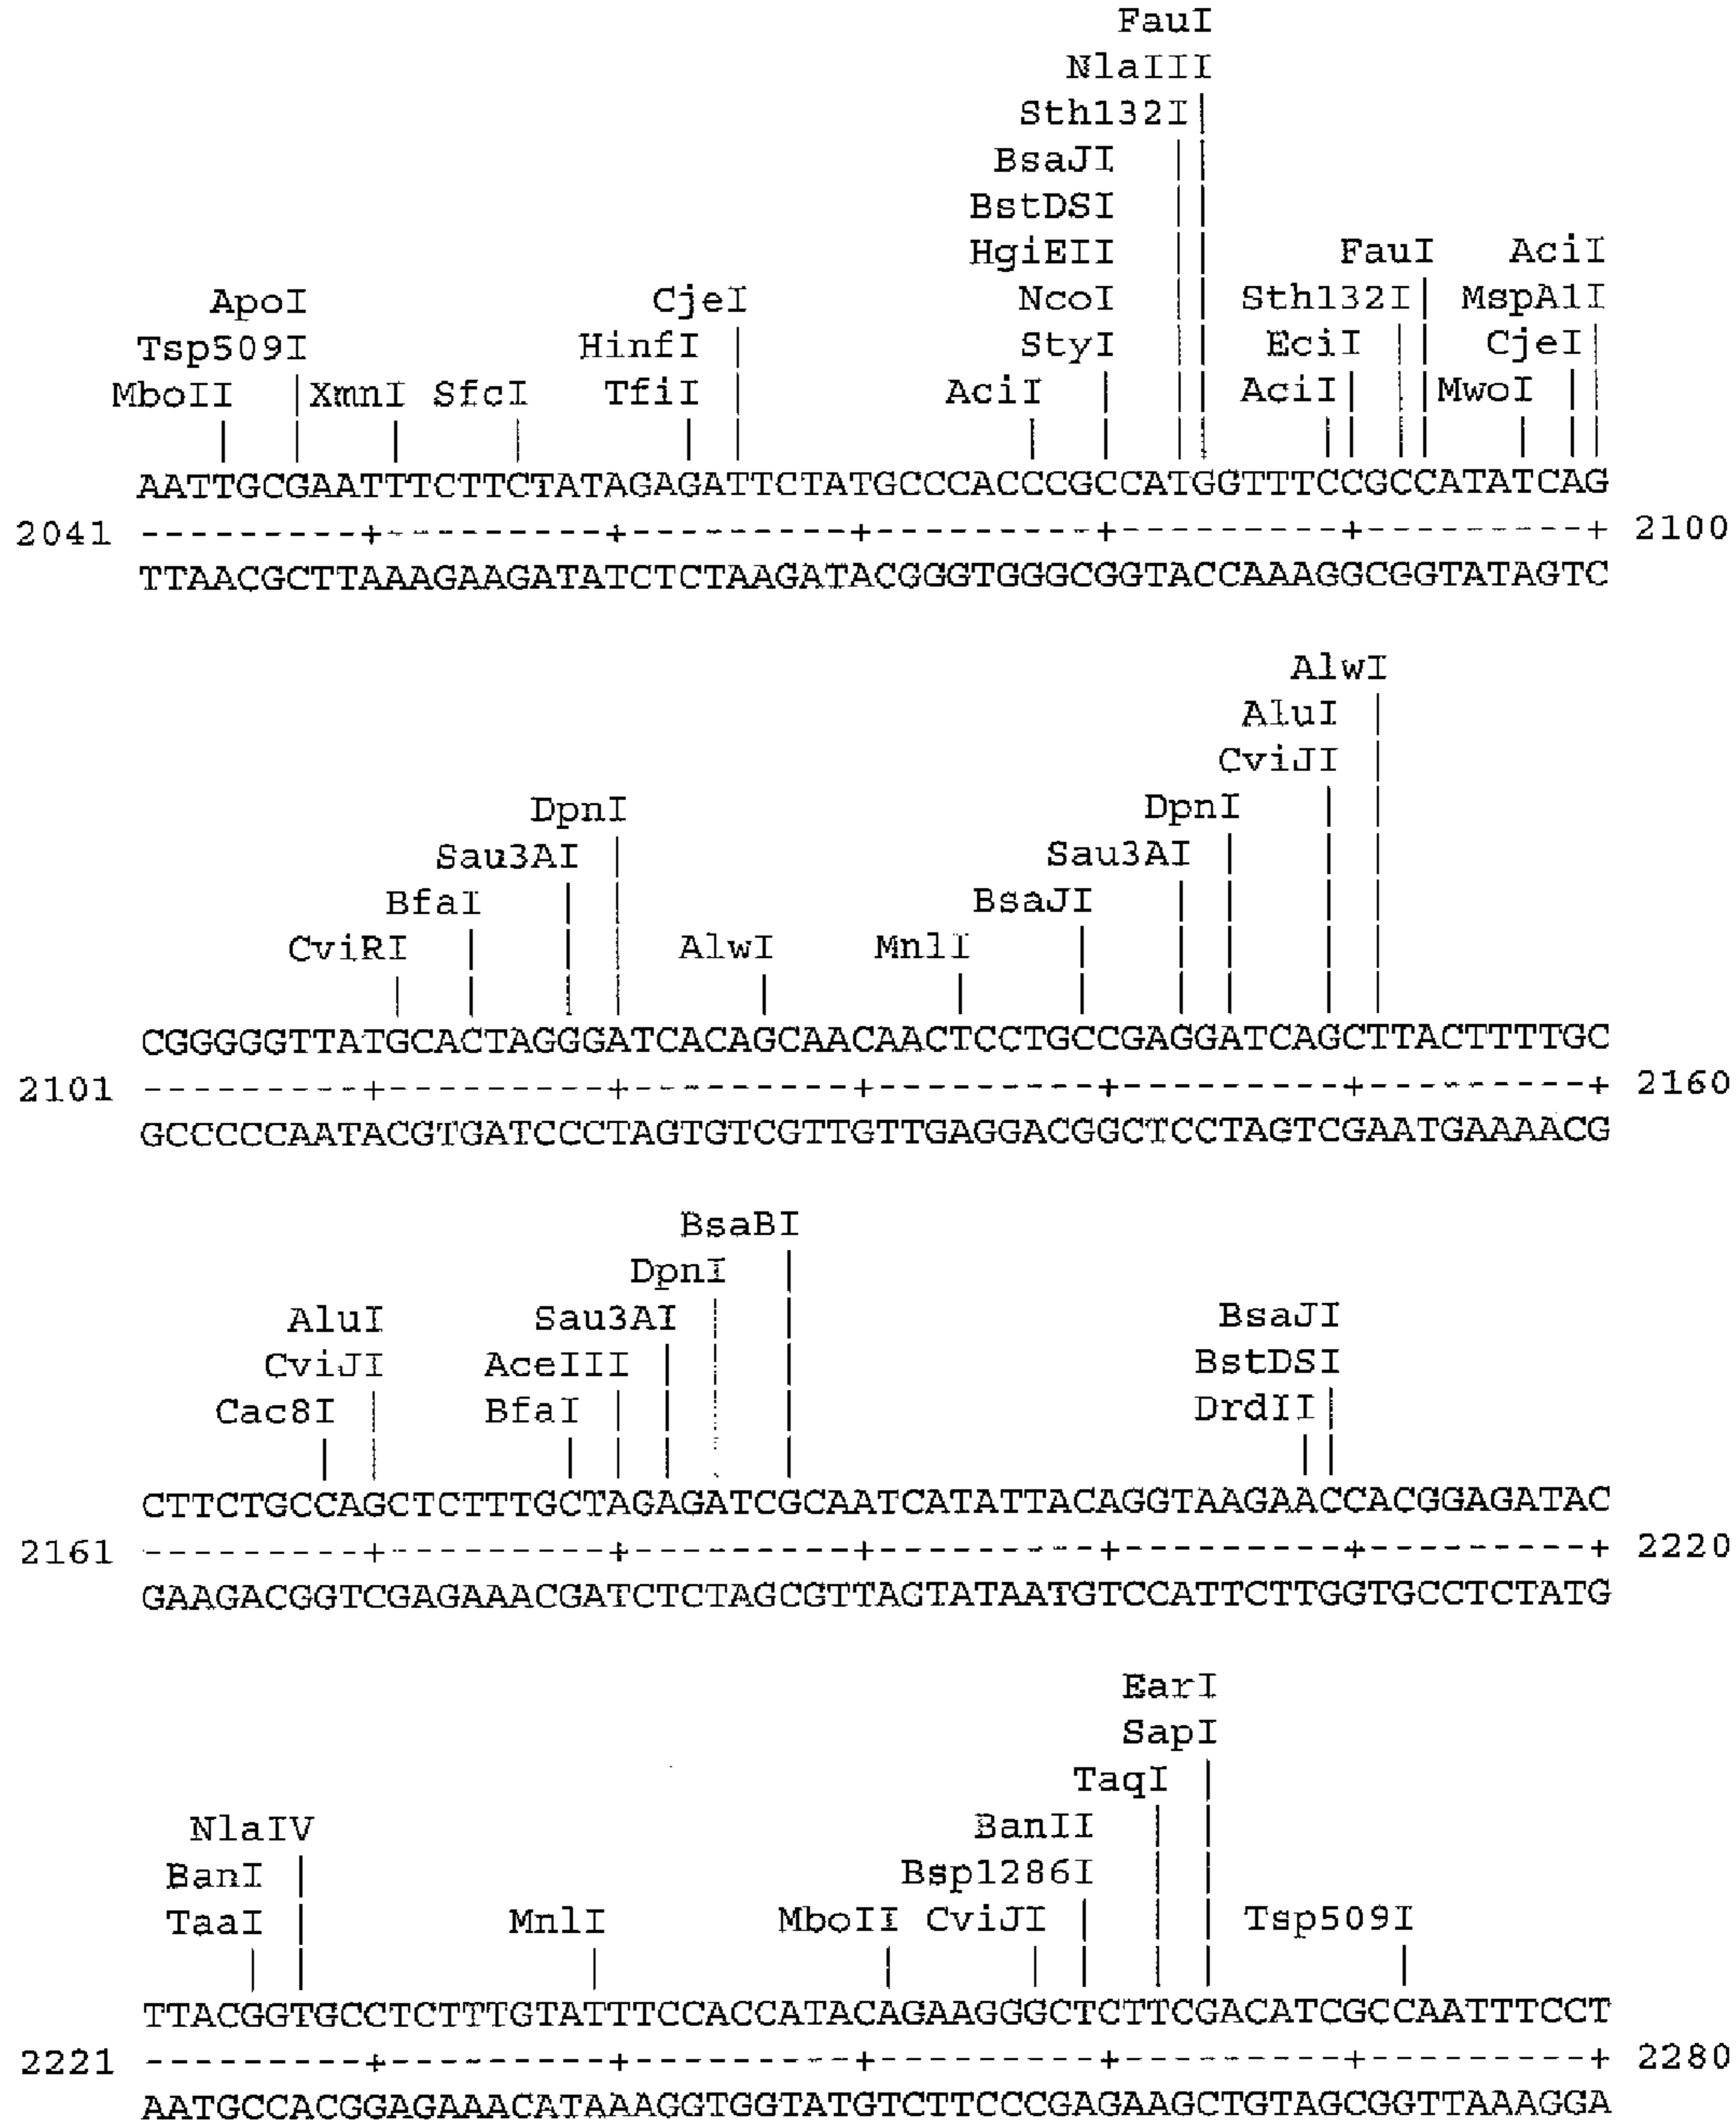 FauI
NlaIII
Sth132I
BsaJI
BstDSI
HgiEII FauI AciI
ApoI CjeI NcoI Sth132I MspA1I
Tsp509I HinfI StyI EciI CjeI
MboII XmnI SfcI TfiI AciI AciI MwoI
AATTGCGAATTTCTTCTATAGAGATTCTATGCCCACCCGCCATGGTTTCCGCCATATCAG
2041 ---------+---------+---------+---------+---------+---------+ 2100
TTAACGCTTAAAGAAGATATCTCTAAGATACGGGTGGGCGGTACCAAAGGCGGTATAGTC
AlwI
AluI
CviJI
DpnI DpnI
Sau3AI Sau3AI
BfaI BsaJI
CviRI AlwI MnlI
CGGGGGTTATGCACTAGGGATCACAGCAACAACTCCTGCCGAGGATCAGCTTACTTTTGC
2101 ---------+---------+---------+---------+---------+---------+ 2160
GCCCCCAATACGTGATCCCTAGTGTCGTTGTTGAGGACGGCTCCTAGTCGAATGAAAACG
BsaBI
DpnI
AluI Sau3AI BsaJI
CviJI AceIII BstDSI
Cac8I BfaI DrdII
CTTCTGCCAGCTCTTTGCTAGAGATCGCAATCATATTACAGGTAAGAACCACGGAGATAC
2161 ---------+---------+---------+---------+---------+---------+ 2220
GAAGACGGTCGAGAAACGATCTCTAGCGTTAGTATAATGTCCATTCTTGGTGCCTCTATG
EarI
SapI
TaqI
NlaIV BanII
BanI Bsp1286I
TaaI MnlI MboII CviJI Tsp509I
TTACGGTGCCTCTTTGTATTTCCACCATACAGAAGGGCTCTTCGACATCGCCAATTTCCT
2221 ---------+---------+---------+---------+---------+---------+ 2280
AATGCCACGGAGAAACATAAAGGTGGTATGTCTTCCCGAGAAGCTGTAGCGGTTAAAGGA